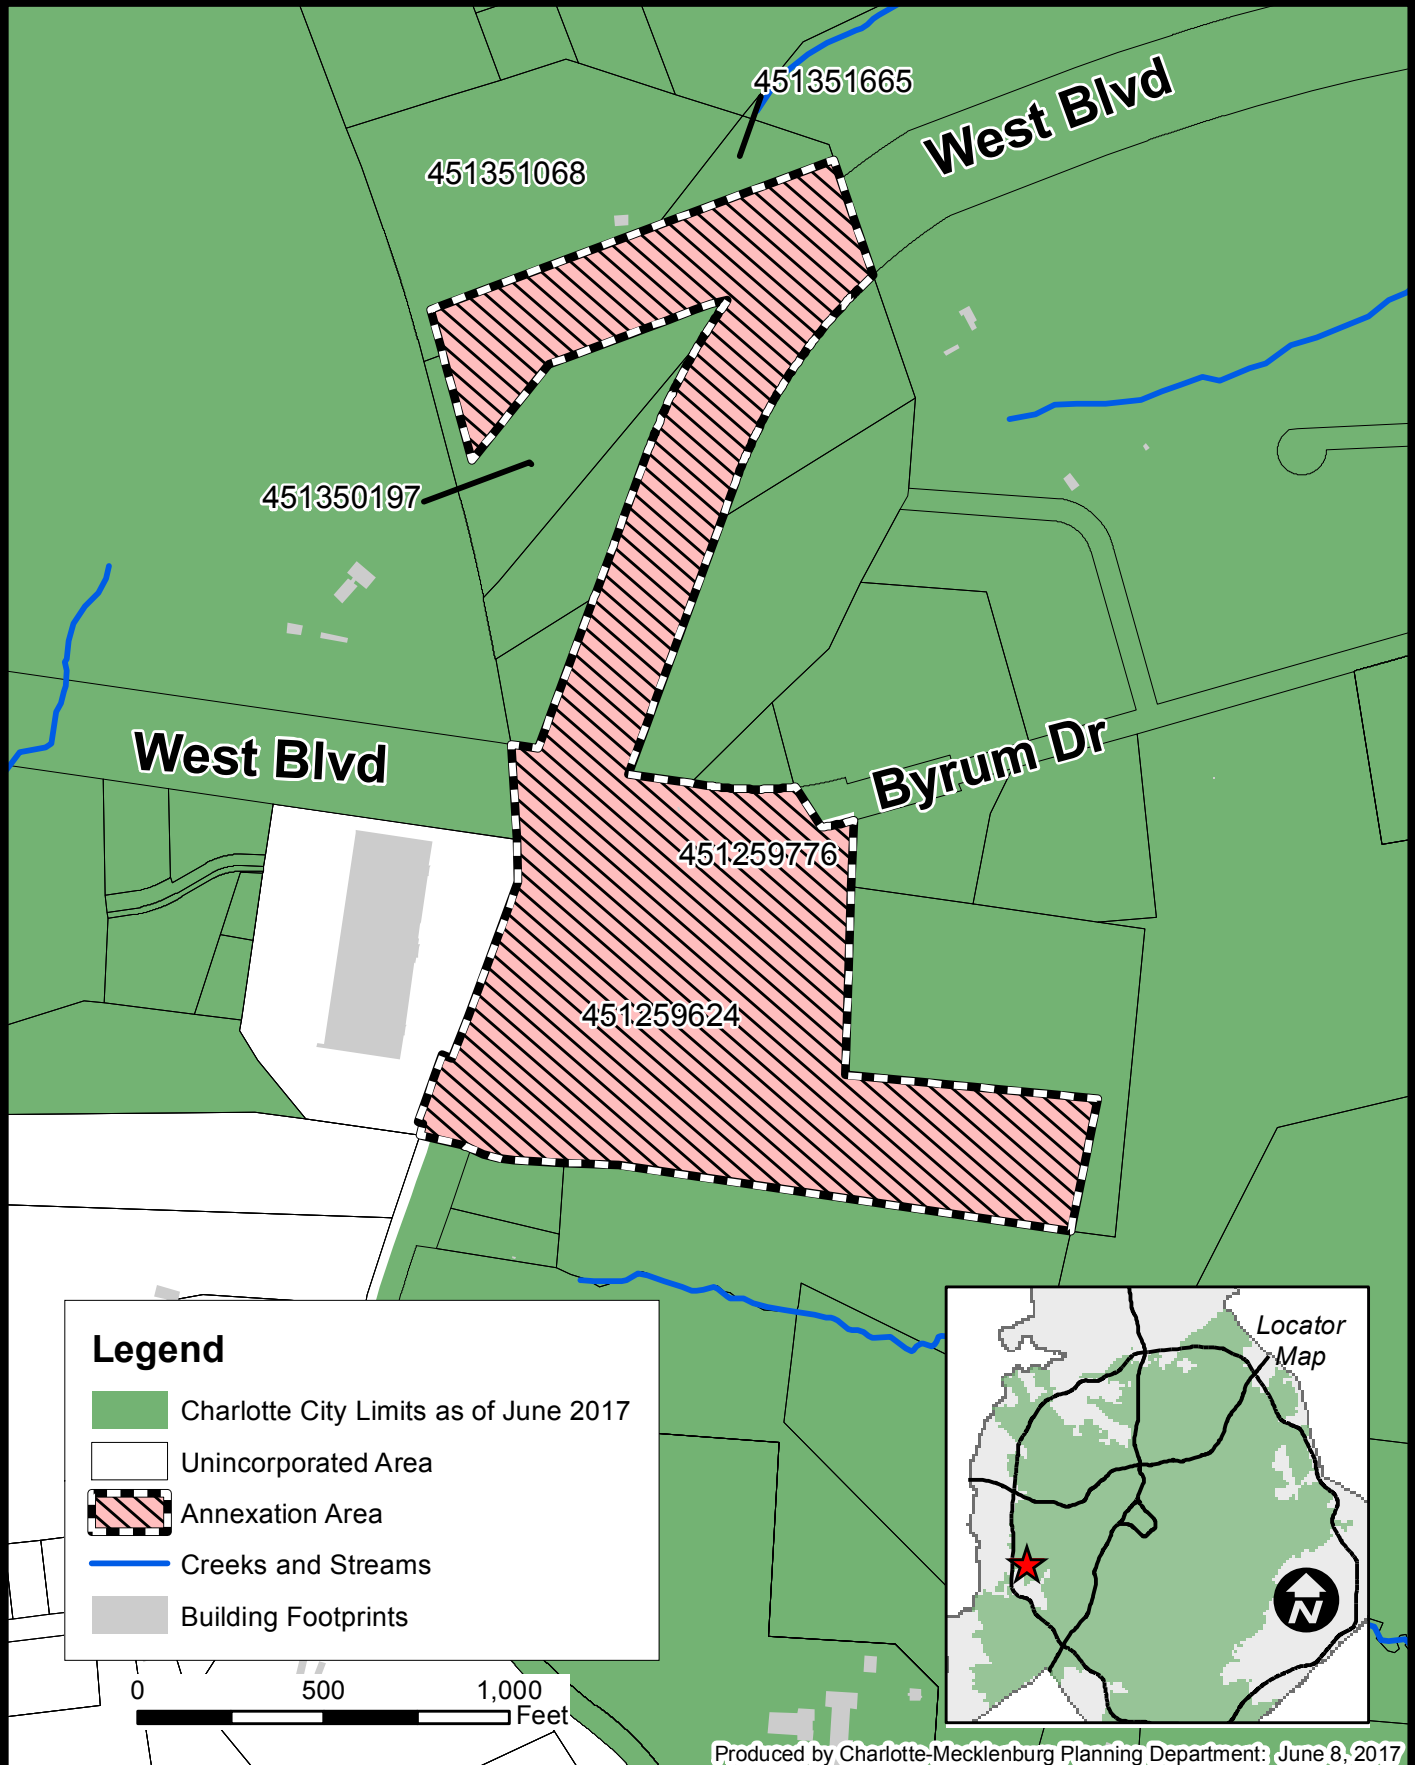 451351665
West Blvd
451351068
451350197
West Blvd
Byrum Dr
451259776
451259624
Legend
Charlotte City Limits as of June 2017
Unincorporated Area
Annexation Area
Creeks and Streams
Building Footprints
0 500 1,000
Feet
Locator
Map
N
Produced by Charlotte-Mecklenburg Planning Department: June 8, 2017